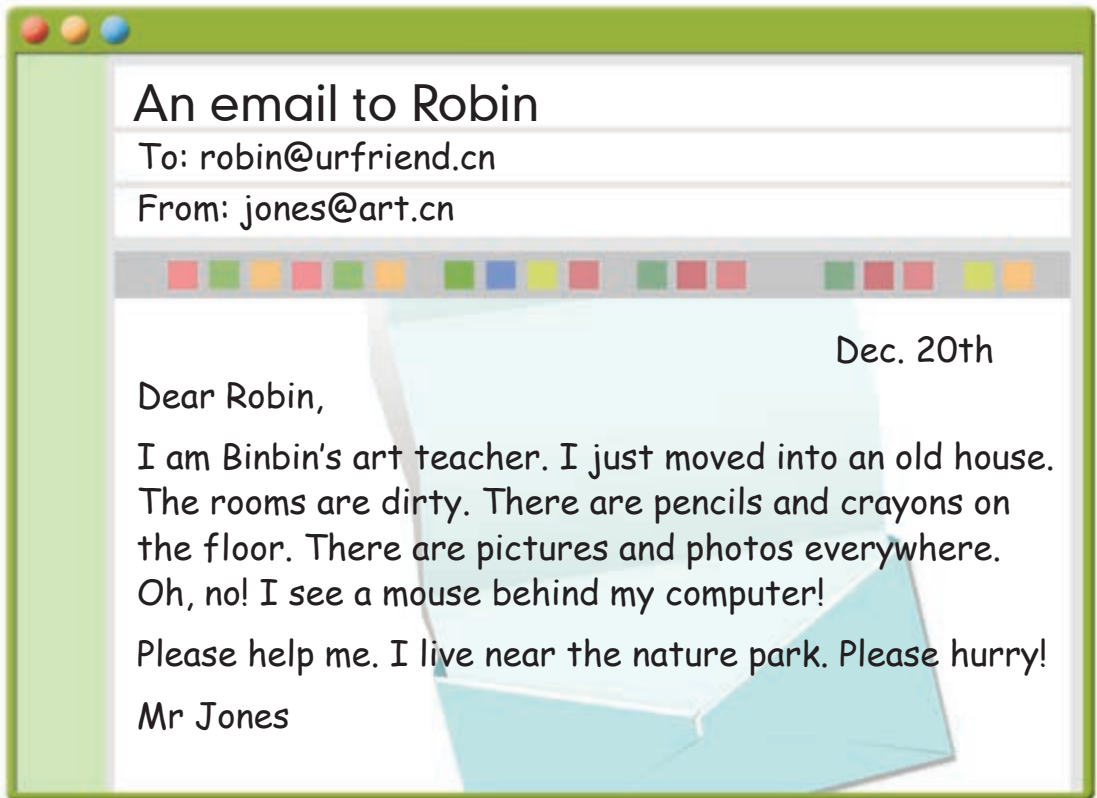 An email to Robin
To: robin@urfriend.cn
From: jones@art.cn
Dec. 20th
Dear Robin,
I am Binbin’s art teacher. I just moved into an old house.
The rooms are dirty. There are pencils and crayons on
the floor. There are pictures and photos everywhere.
Oh, no! I see a mouse behind my computer!
Please help me. I live near the nature park. Please hurry!
Mr Jones